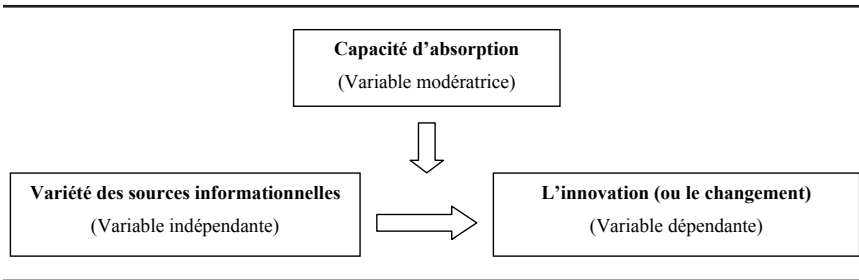 Capacité d’absorption
(Variable modératrice)
Variété des sources informationnelles
(Variable indépendante)
L’innovation (ou le changement)
(Variable dépendante)